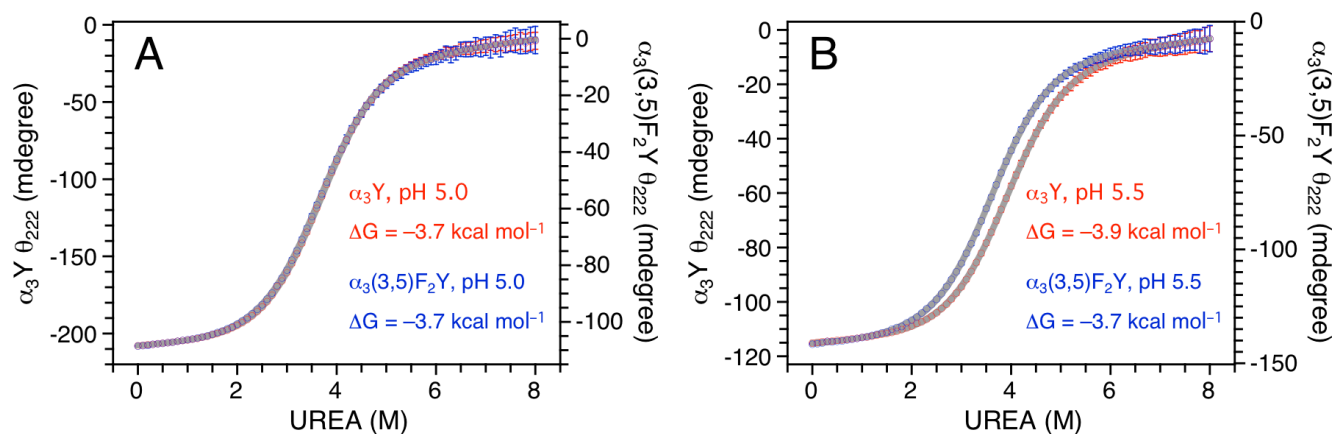 A
α₃Y θ₂₂₂ (mdegree)
0
-50
-100
-150
-200
α₃Y, pH 5.0
ΔG = –3.7 kcal mol⁻¹
α₃(3,5)F₂Y, pH 5.0
ΔG = –3.7 kcal mol⁻¹
0
-20
-40
-60
-80
-100
α₃(3,5)F₂Y θ₂₂₂ (mdegree)
0 2 4 6 8
UREA (M)
B
α₃Y θ₂₂₂ (mdegree)
0
-20
-40
-60
-80
-100
-120
α₃Y, pH 5.5
ΔG = –3.9 kcal mol⁻¹
α₃(3,5)F₂Y, pH 5.5
ΔG = –3.7 kcal mol⁻¹
0
-50
-100
-150
α₃(3,5)F₂Y θ₂₂₂ (mdegree)
0 2 4 6 8
UREA (M)